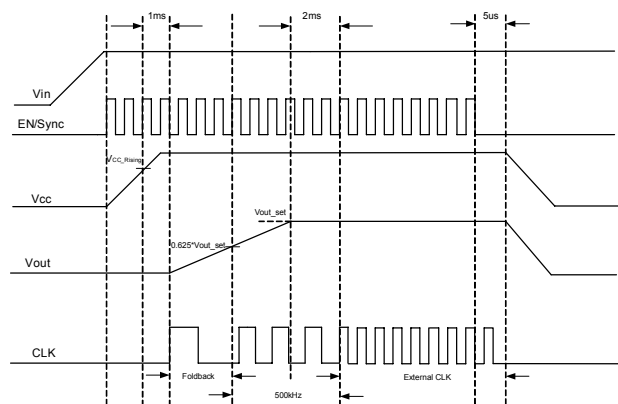 1ms
2ms
5us
Vin
EN/Sync
VCC_Rising
Vcc
Vout_set
0.625*Vout_set
Vout
CLK
Foldback
External CLK
500kHz